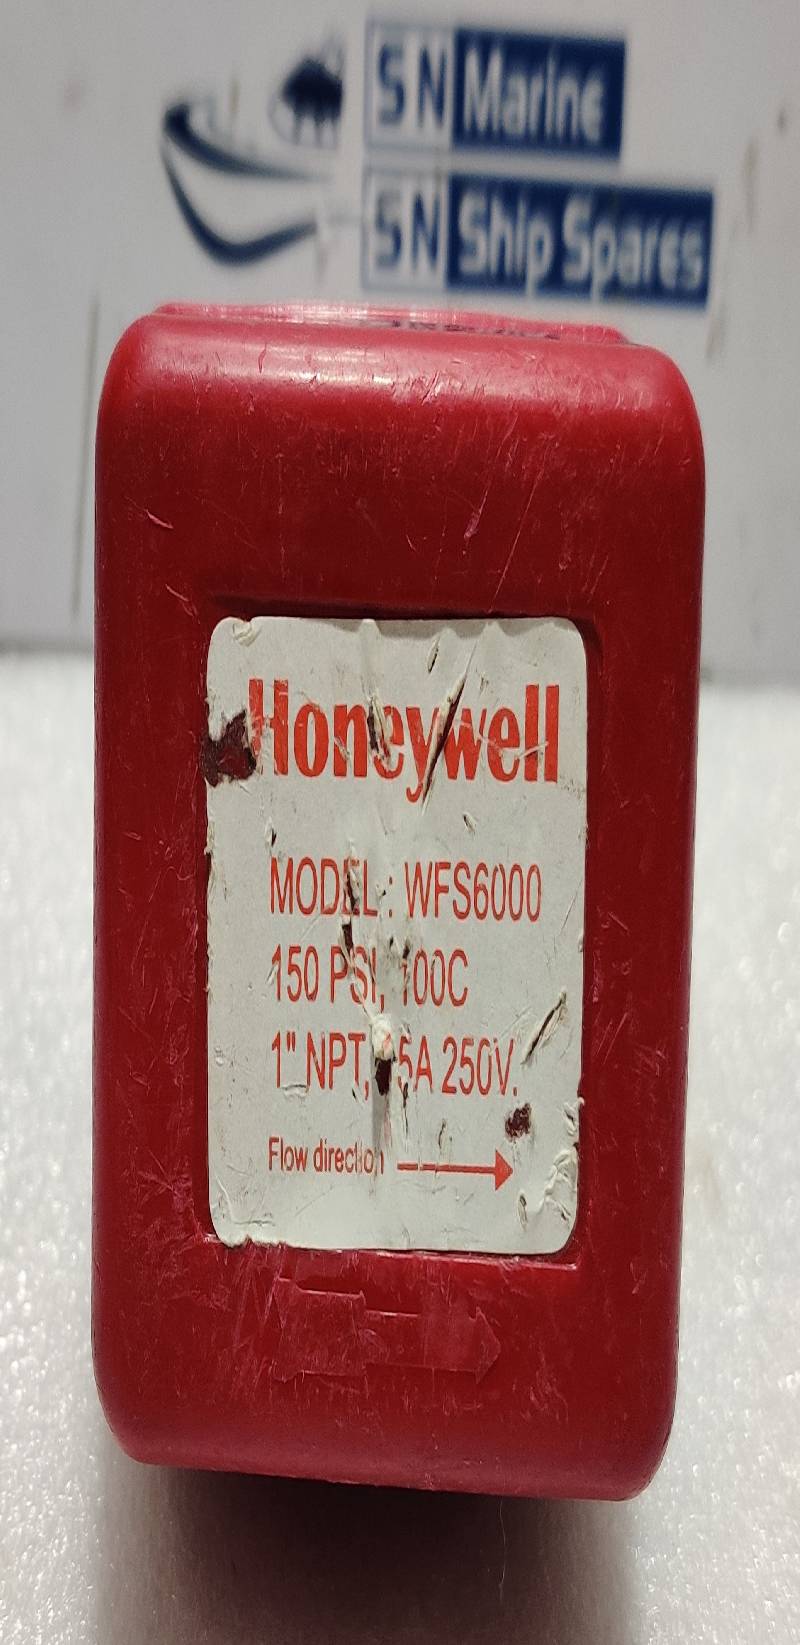 SN Marine
SN Ship Spares
Honeywell
MODEL : WFS6000
150 PSI, 100C
1" NPT, 5A 250V.
Flow direction